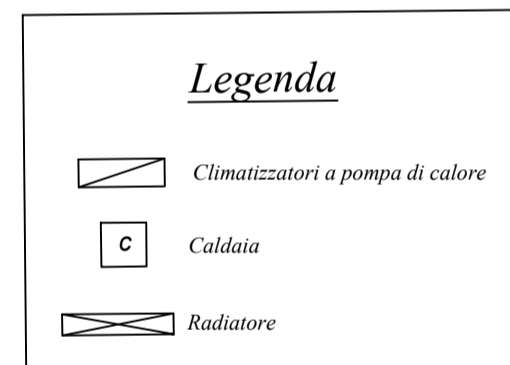 Legenda
Climatizzatori a pompa di calore
C
Caldaia
Radiatore